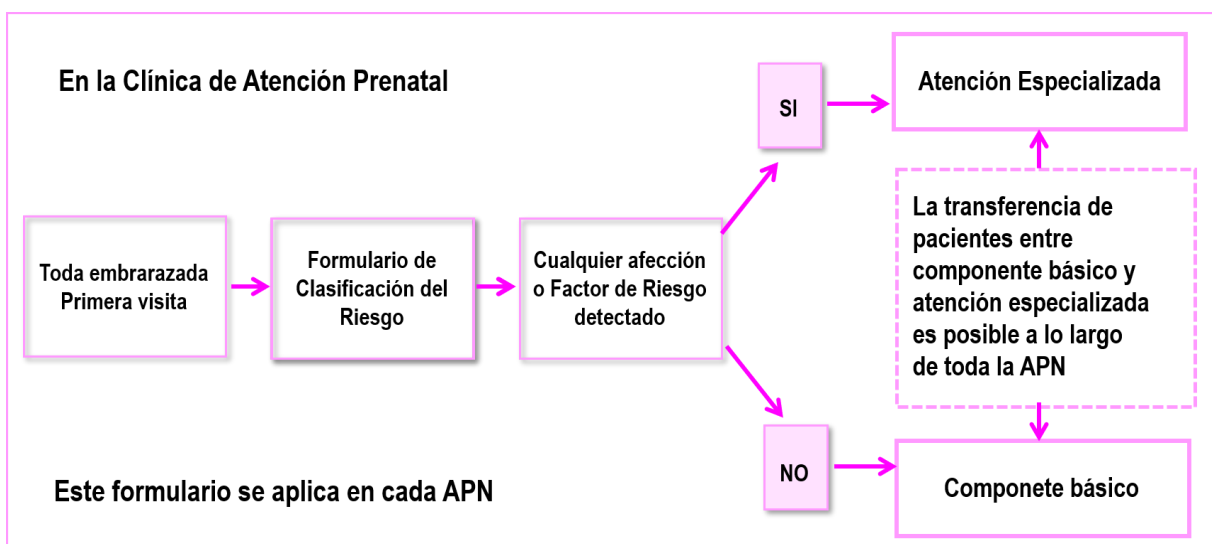 En la Clínica de Atención Prenatal
Toda embrarazada
Primera visita
Formulario de
Clasificación del
Riesgo
Cualquier afección
o Factor de Riesgo
detectado
SI
Atención Especializada
La transferencia de
pacientes entre
componente básico y
atención especializada
es posible a lo largo
de toda la APN
NO
Componete básico
Este formulario se aplica en cada APN